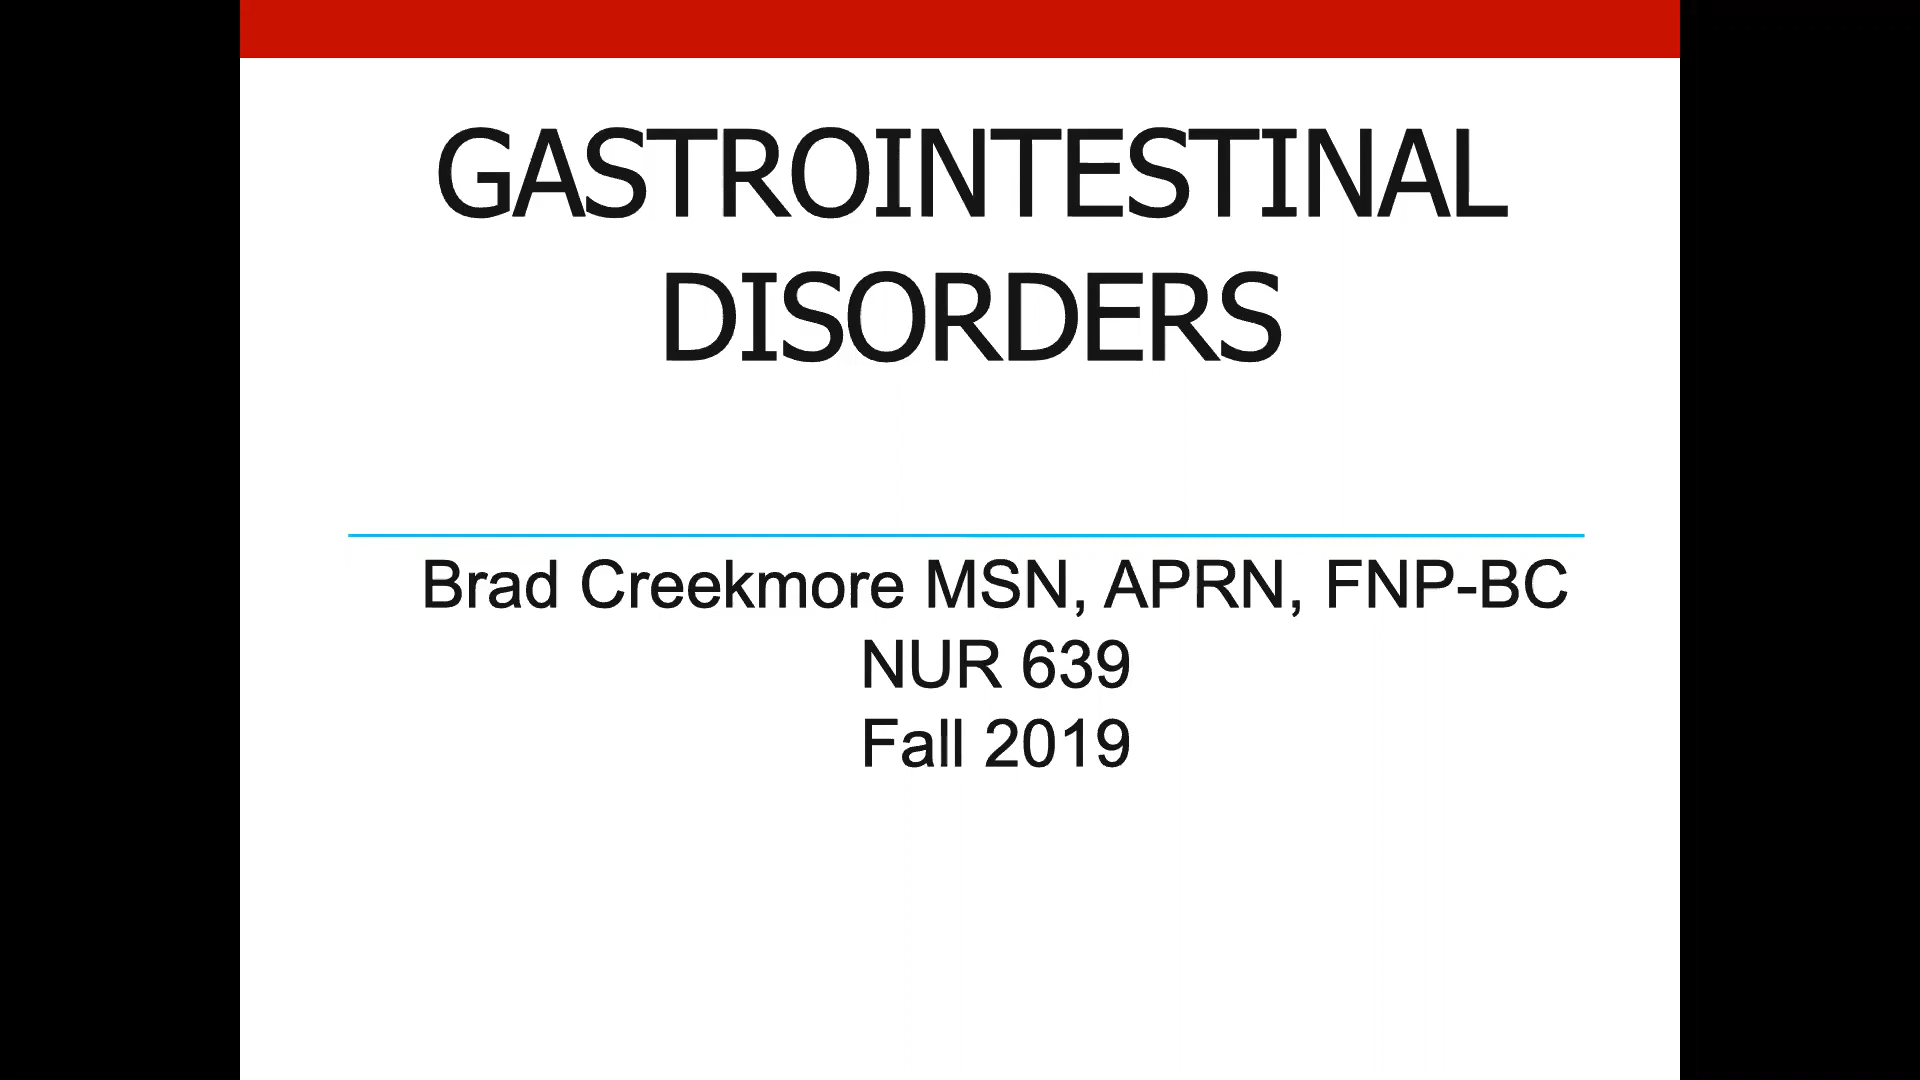 GASTROINTESTINAL
DISORDERS
Brad Creekmore MSN, APRN, FNP-BC
NUR 639
Fall 2019